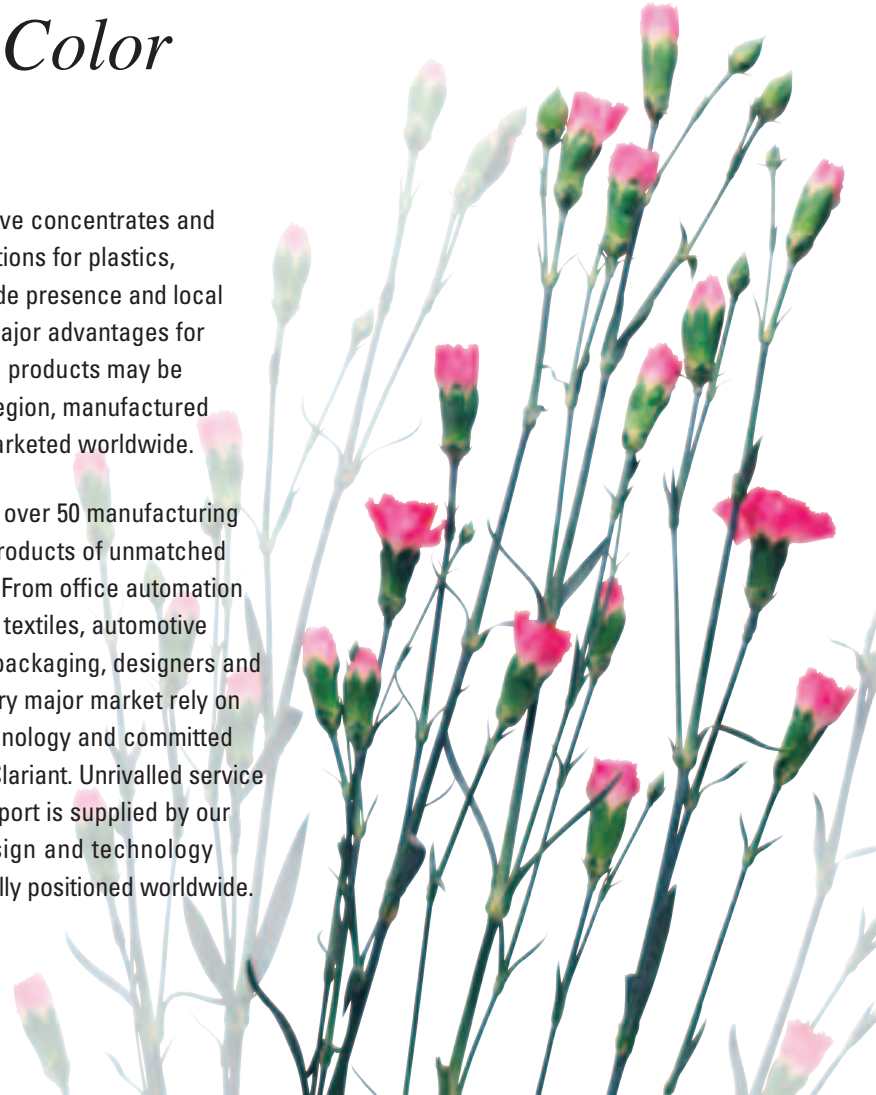 Color
ve concentrates and
tions for plastics,
de presence and local
ajor advantages for
products may be
egion, manufactured
arketed worldwide.
over 50 manufacturing
roducts of unmatched
From office automation
textiles, automotive
packaging, designers and
ry major market rely on
nology and committed
Clariant. Unrivalled service
port is supplied by our
sign and technology
lly positioned worldwide.